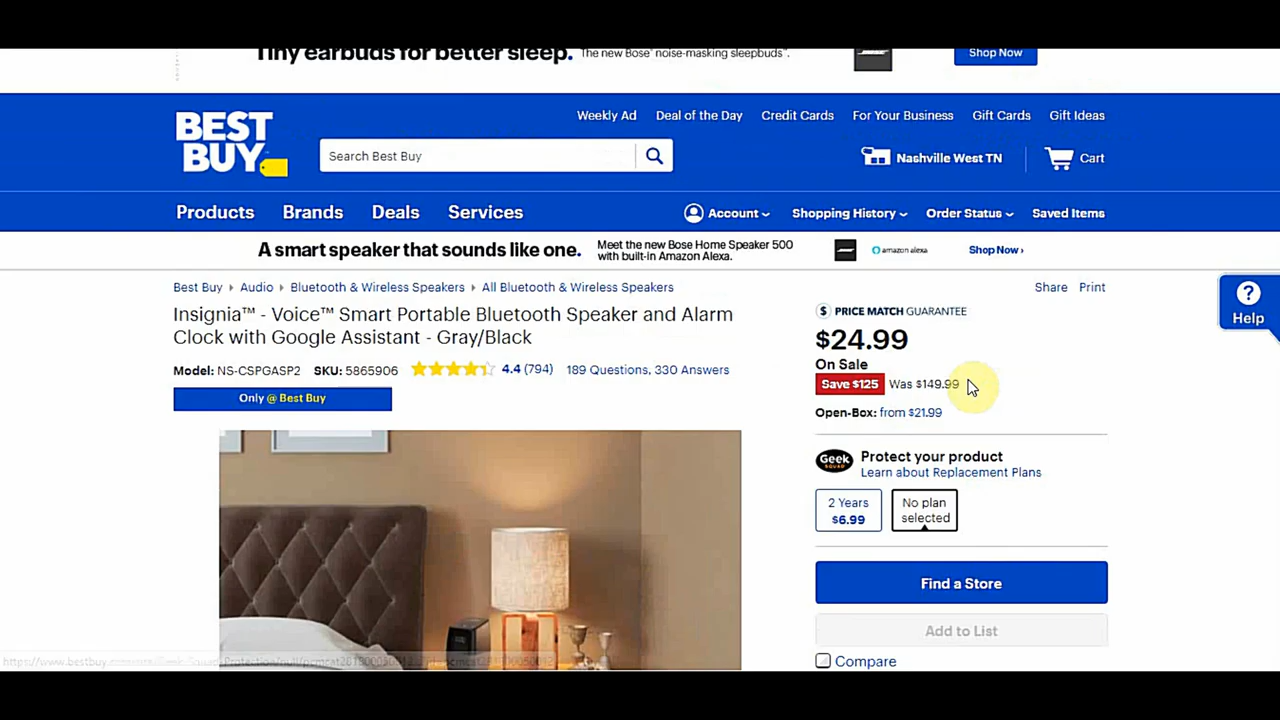 Tiny earbuds for better sleep. The new Bose® noise-masking sleepbuds™. Shop Now
Weekly Ad Deal of the Day Credit Cards For Your Business Gift Cards Gift Ideas
BEST
BUY
Search Best Buy
Nashville West TN Cart
Products Brands Deals Services Account Shopping History Order Status Saved Items
A smart speaker that sounds like one. Meet the new Bose Home Speaker 500
with built-in Amazon Alexa. amazon alexa Shop Now ›
Best Buy Audio Bluetooth & Wireless Speakers All Bluetooth & Wireless Speakers Share Print
? Help
Insignia™ - Voice™ Smart Portable Bluetooth Speaker and Alarm
Clock with Google Assistant - Gray/Black
Model: NS-CSPGASP2 SKU: 5865906 4.4 (794) 189 Questions, 330 Answers
Only @ Best Buy
$ PRICE MATCH GUARANTEE
$24.99
On Sale
Save $125 Was $149.99
Open-Box: from $21.99
Geek
SQUAD
Protect your product
Learn about Replacement Plans
2 Years
$6.99
No plan
selected
Find a Store
Add to List
Compare